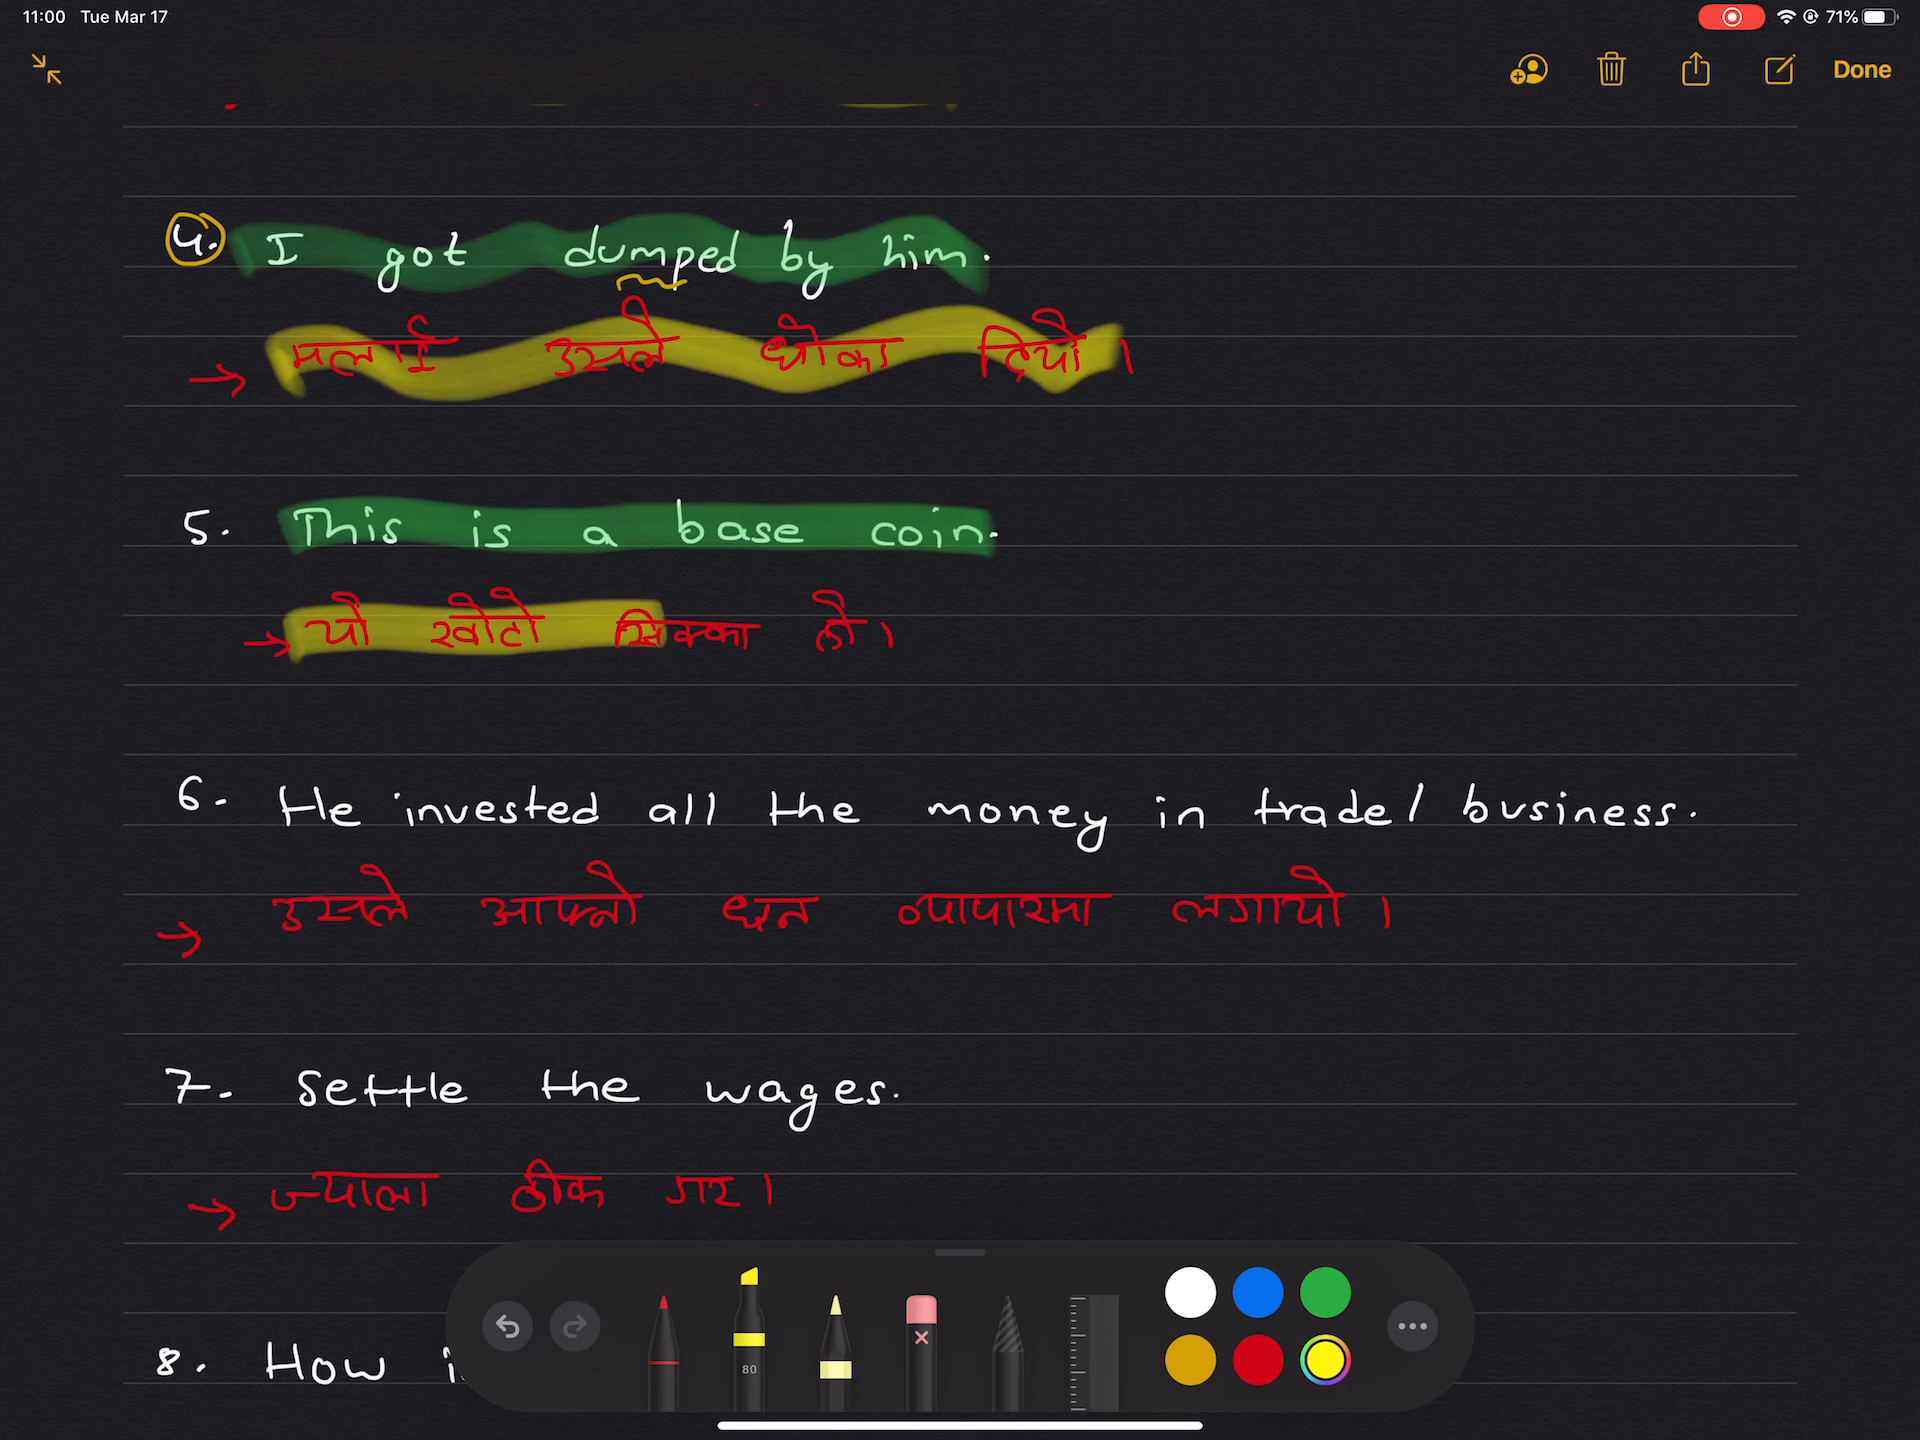 11:00 Tue Mar 17 71%
Done
4. I got dumped by him.
→ मलाई उसले धोका दियो।
5. This is a base coin.
→ यो खोटो सिक्का हो।
6. He invested all the money in trade/ business.
→ उसले आफ्नो धन व्यापारमा लगायो।
7. Settle the wages.
→ ज्याला ठीक गर।
80
8. How